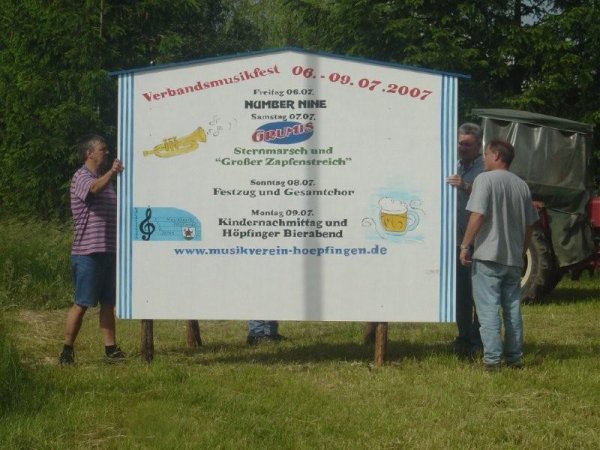 Verbandsmusikfest 06. - 09.07.2007
Freitag 06.07.
NUMBER NINE
Samstag 07.07.
GRUMIS
Sternmarsch und
"Großer Zapfenstreich"
Sonntag 08.07.
Festzug und Gesamtchor
Montag 09.07.
Kindernachmittag und
Höpfinger Bierabend
www.musikverein-hoepfingen.de